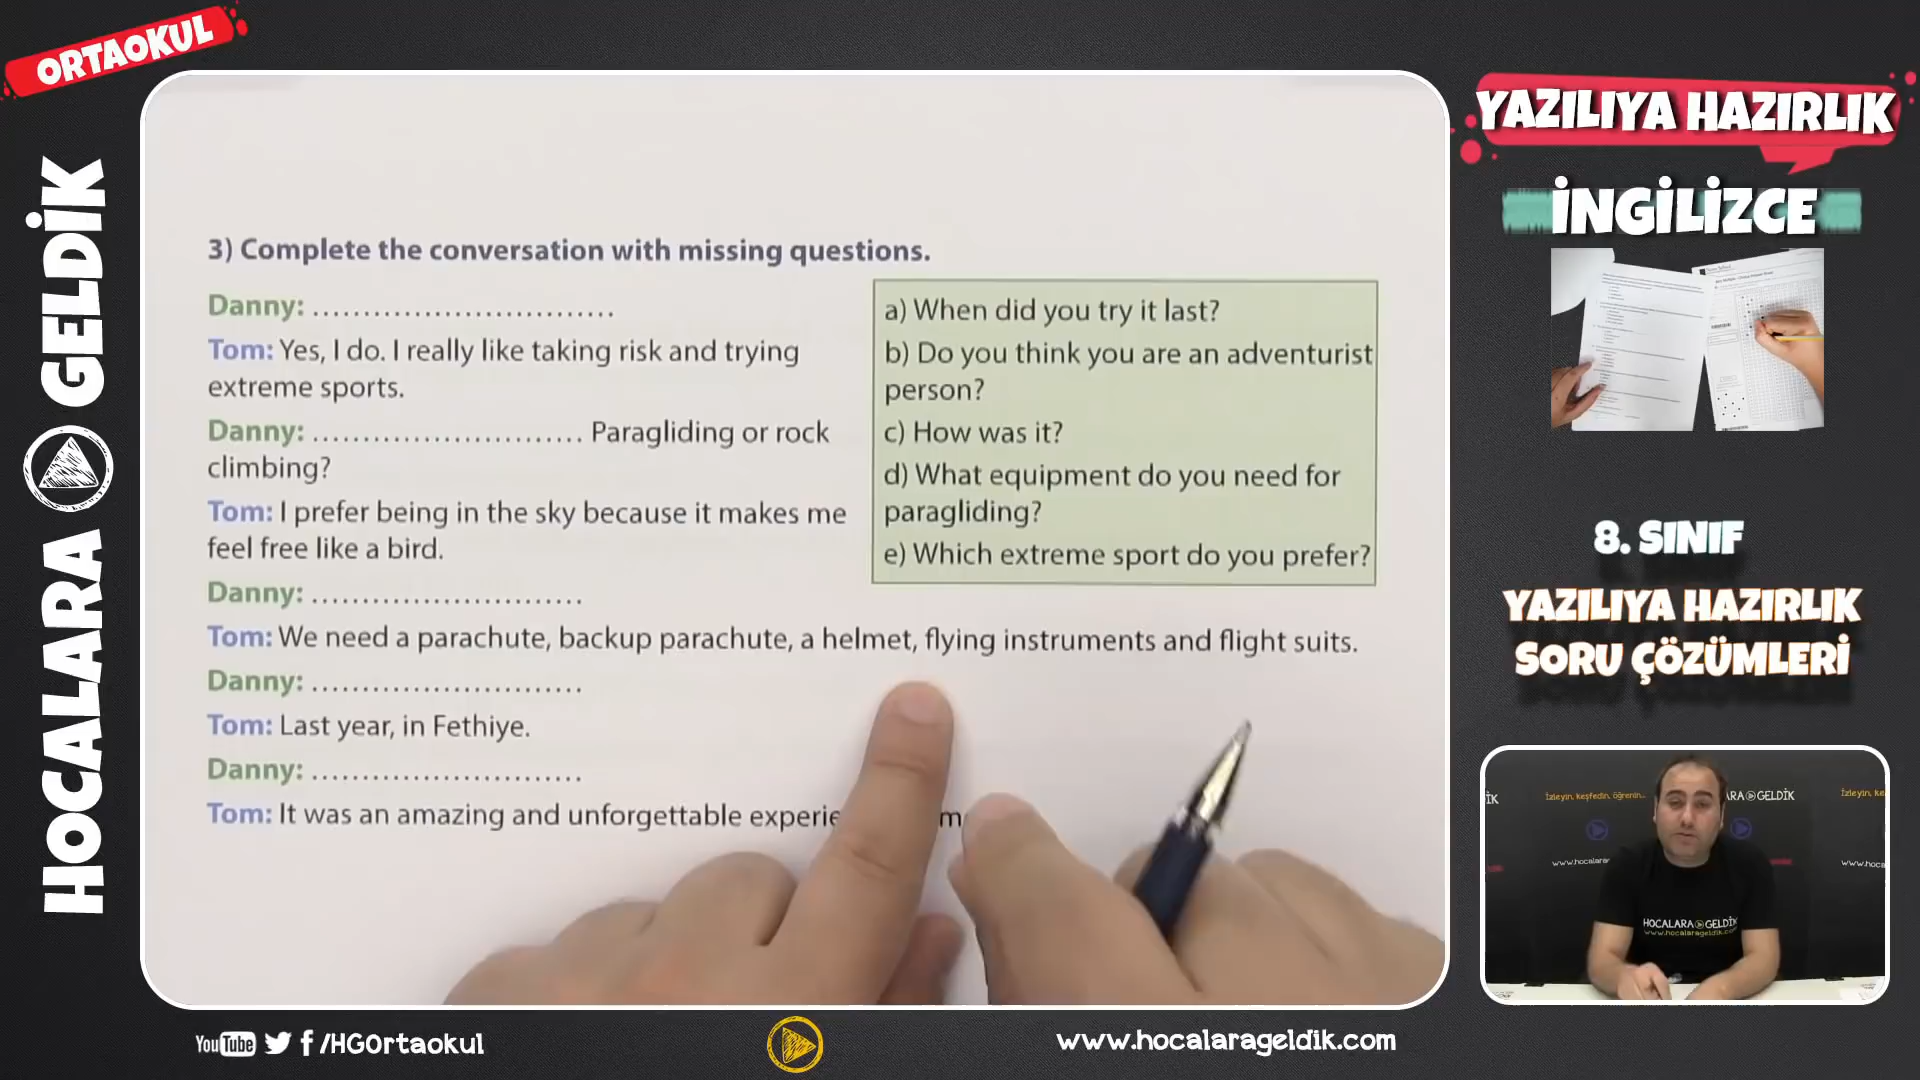 ORTAOKUL
HOCALARA GELDİK
3) Complete the conversation with missing questions.
Danny: ..............................
Tom: Yes, I do. I really like taking risk and trying
extreme sports.
Danny: ........................... Paragliding or rock
climbing?
Tom: I prefer being in the sky because it makes me
feel free like a bird.
Danny: ...........................
Tom: We need a parachute, backup parachute, a helmet, flying instruments and flight suits.
Danny: ...........................
Tom: Last year, in Fethiye.
Danny: ...........................
Tom: It was an amazing and unforgettable
a) When did you try it last?
b) Do you think you are an adventurist
person?
c) How was it?
d) What equipment do you need for
paragliding?
e) Which extreme sport do you prefer?
YAZILIYA HAZIRLIK
İNGİLİZCE
8. SINIF
YAZILIYA HAZIRLIK
SORU ÇÖZÜMLERİ
İzleyin, keşfedin, öğrenin...
GELDİK
HOCALARA GELDİK
www.hocalarageldik.com
YouTube /HGOrtaokul
www.hocalarageldik.com